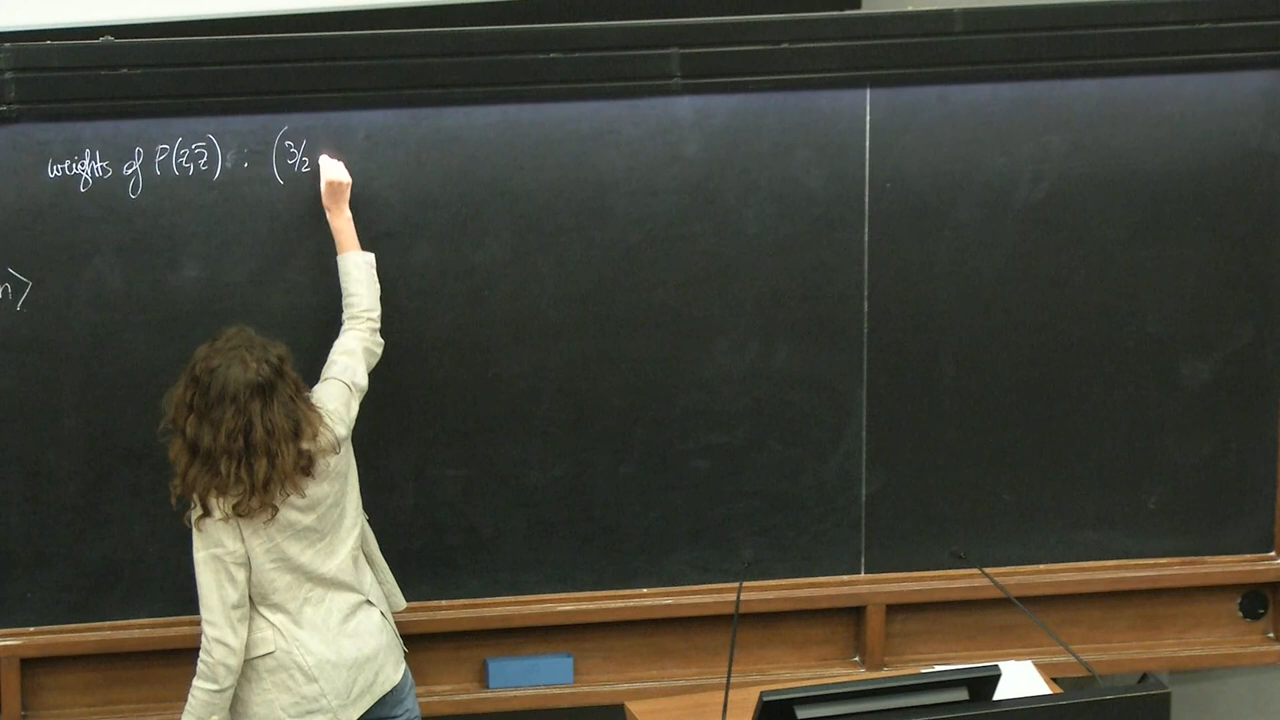 weights of P(z,z̄) : (3/2
n>